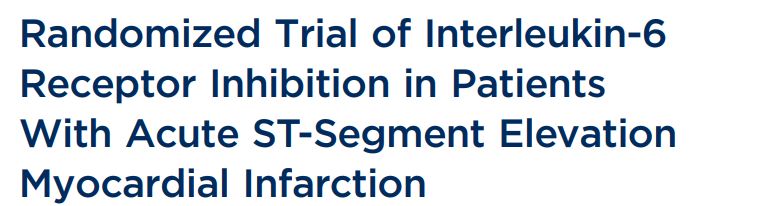 Randomized Trial of Interleukin-6
Receptor Inhibition in Patients
With Acute ST-Segment Elevation
Myocardial Infarction